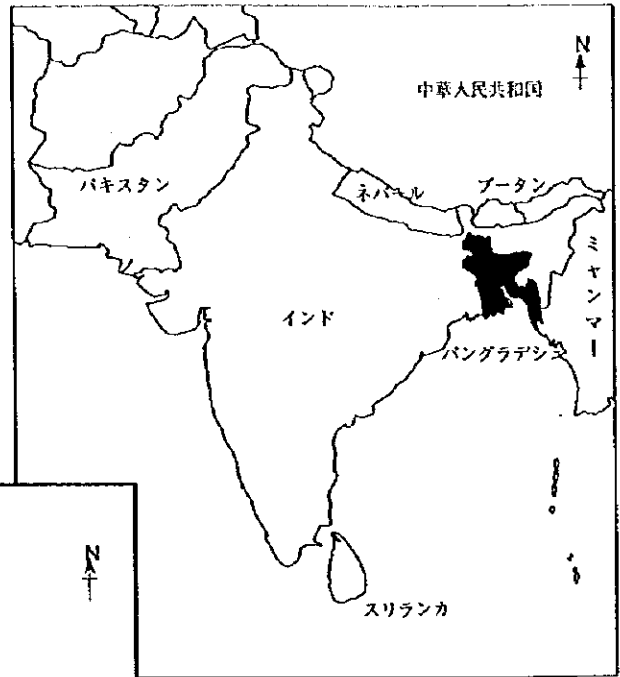 N
中華人民共和国
パキスタン
ネパール
ブータン
ミャンマー
インド
バングラデシュ
N
スリランカ